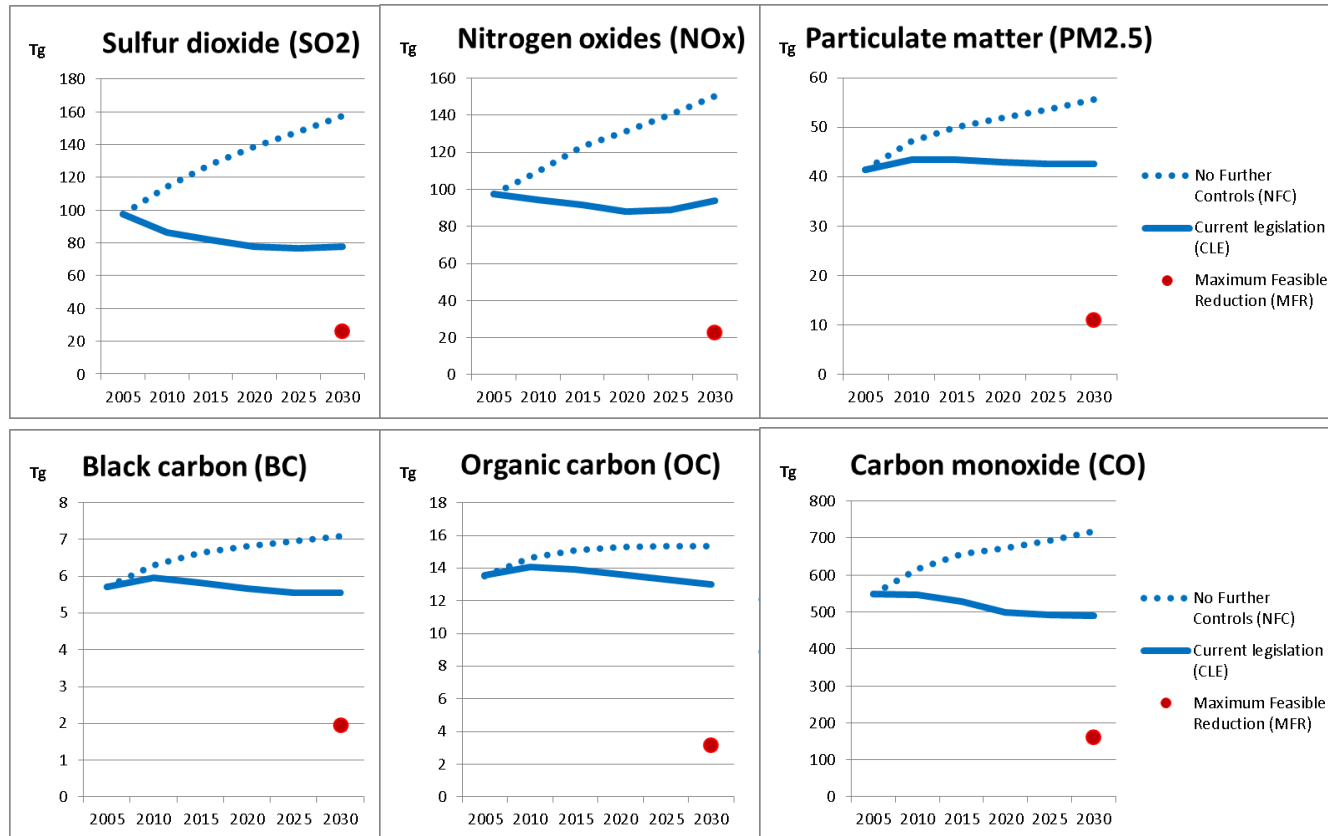 Sulfur dioxide (SO2)
Tg
180
160
140
120
100
80
60
40
20
0
2005 2010 2015 2020 2025 2030
Nitrogen oxides (NOx)
Tg
160
140
120
100
80
60
40
20
0
2005 2010 2015 2020 2025 2030
Particulate matter (PM2.5)
Tg
60
50
40
30
20
10
0
2005 2010 2015 2020 2025 2030
No Further
Controls (NFC)
Current legislation
(CLE)
Maximum Feasible
Reduction (MFR)
Black carbon (BC)
Tg
8
7
6
5
4
3
2
1
0
2005 2010 2015 2020 2025 2030
Organic carbon (OC)
Tg
18
16
14
12
10
8
6
4
2
0
2005 2010 2015 2020 2025 2030
Carbon monoxide (CO)
Tg
800
700
600
500
400
300
200
100
0
2005 2010 2015 2020 2025 2030
No Further
Controls (NFC)
Current legislation
(CLE)
Maximum Feasible
Reduction (MFR)